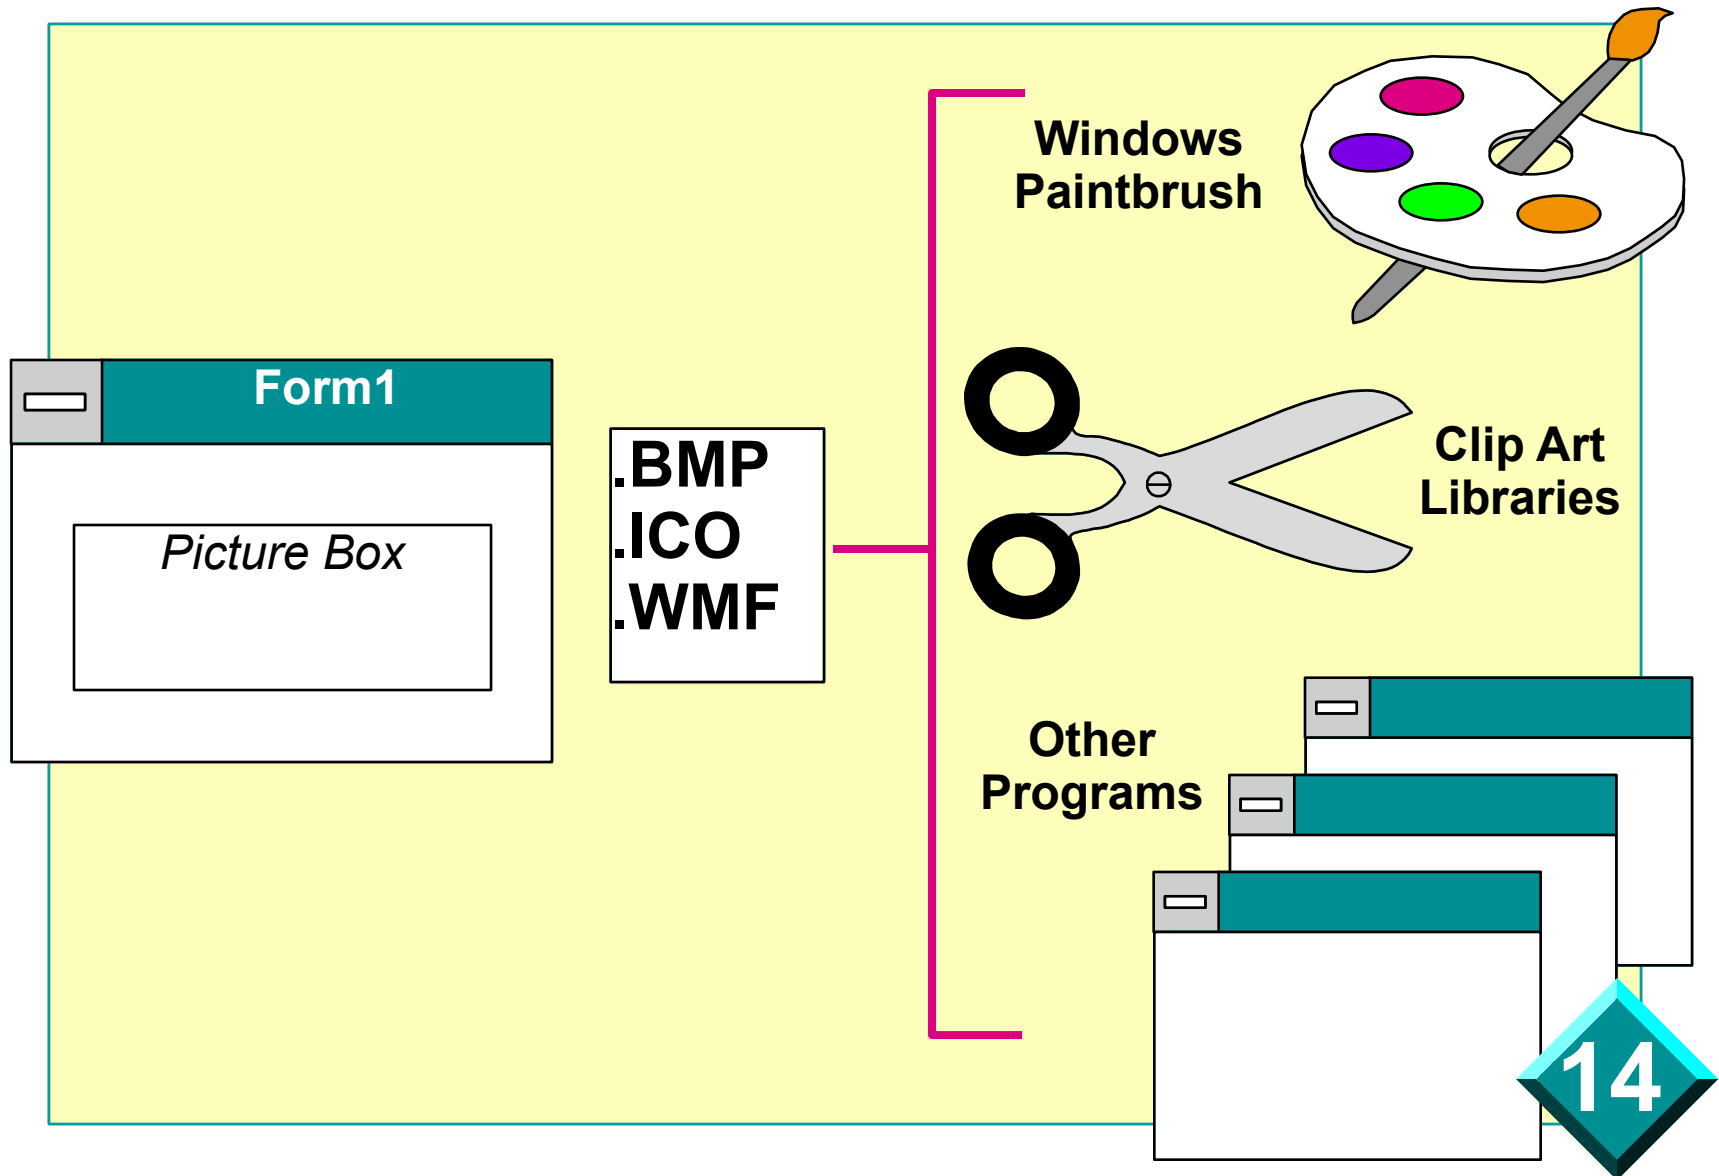 Form1
Picture Box
.BMP
.ICO
.WMF
Windows
Paintbrush
Clip Art
Libraries
Other
Programs
14